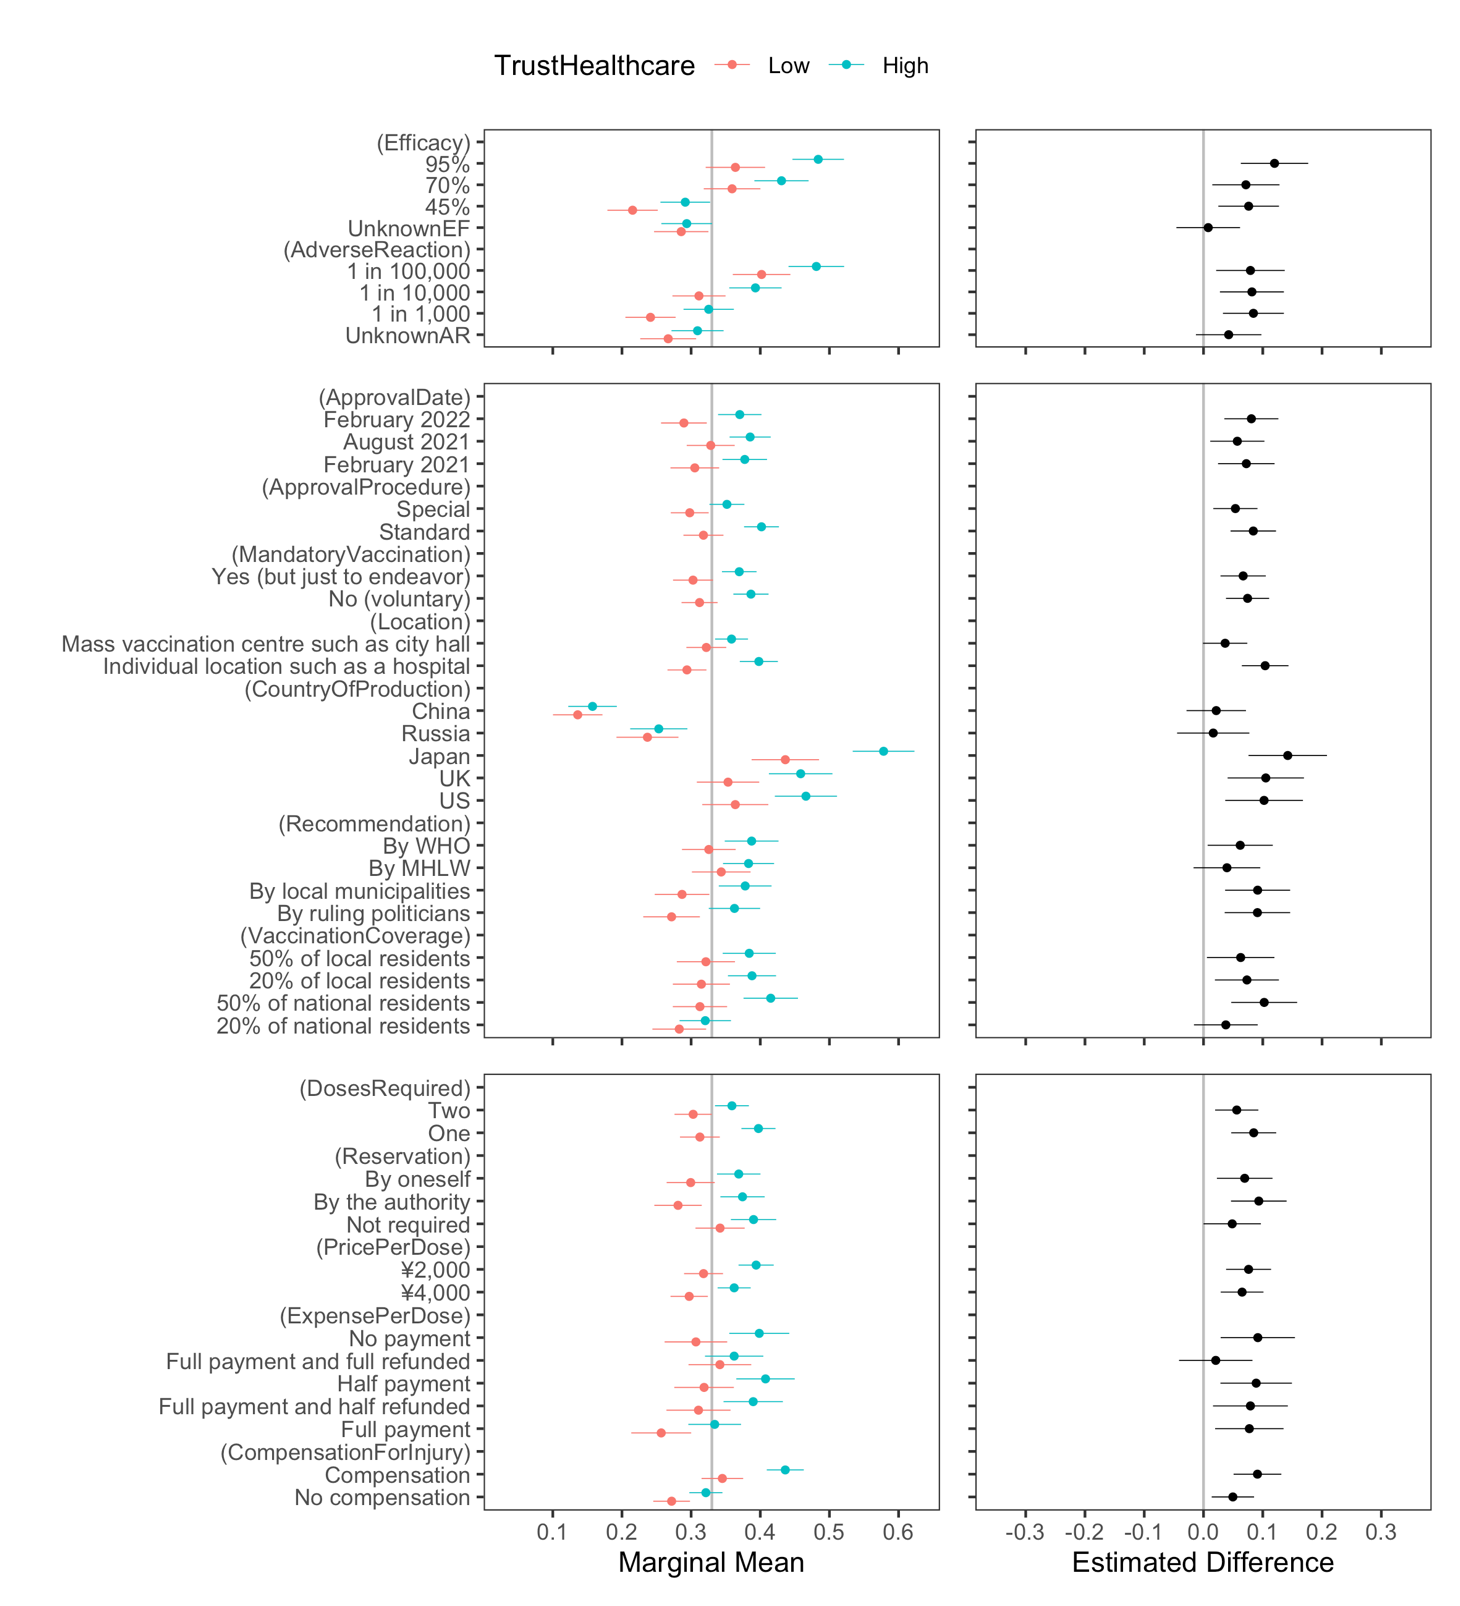 TrustHealthcare Low High
(Efficacy)
95%
70%
45%
UnknownEF
(AdverseReaction)
1 in 100,000
1 in 10,000
1 in 1,000
UnknownAR
(ApprovalDate)
February 2022
August 2021
February 2021
(ApprovalProcedure)
Special
Standard
(MandatoryVaccination)
Yes (but just to endeavor)
No (voluntary)
(Location)
Mass vaccination centre such as city hall
Individual location such as a hospital
(CountryOfProduction)
China
Russia
Japan
UK
US
(Recommendation)
By WHO
By MHLW
By local municipalities
By ruling politicians
(VaccinationCoverage)
50% of local residents
20% of local residents
50% of national residents
20% of national residents
(DosesRequired)
Two
One
(Reservation)
By oneself
By the authority
Not required
(PricePerDose)
¥2,000
¥4,000
(ExpensePerDose)
No payment
Full payment and full refunded
Half payment
Full payment and half refunded
Full payment
(CompensationForInjury)
Compensation
No compensation
0.1 0.2 0.3 0.4 0.5 0.6
Marginal Mean
-0.3 -0.2 -0.1 0.0 0.1 0.2 0.3
Estimated Difference